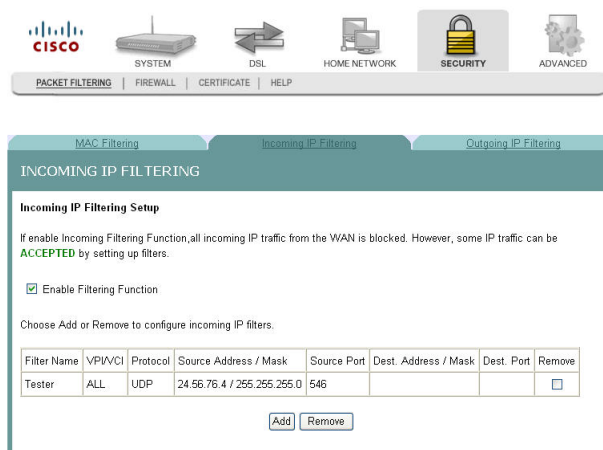 CISCO
SYSTEM DSL HOME NETWORK SECURITY ADVANCED
PACKET FILTERING | FIREWALL | CERTIFICATE | HELP
MAC Filtering Incoming IP Filtering Outgoing IP Filtering
INCOMING IP FILTERING
Incoming IP Filtering Setup
If enable Incoming Filtering Function,all incoming IP traffic from the WAN is blocked. However, some IP traffic can be
ACCEPTED by setting up filters.
Enable Filtering Function
Choose Add or Remove to configure incoming IP filters.
Filter Name VPI/VCI Protocol Source Address / Mask Source Port Dest. Address / Mask Dest. Port Remove
Tester ALL UDP 24.56.76.4 / 255.255.255.0 546
Add Remove